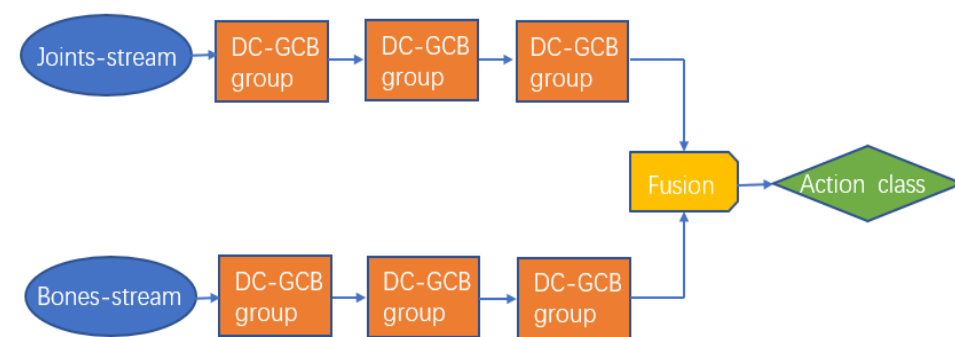 Joints-stream
DC-GCB
group
DC-GCB
group
DC-GCB
group
Fusion
Action class
Bones-stream
DC-GCB
group
DC-GCB
group
DC-GCB
group